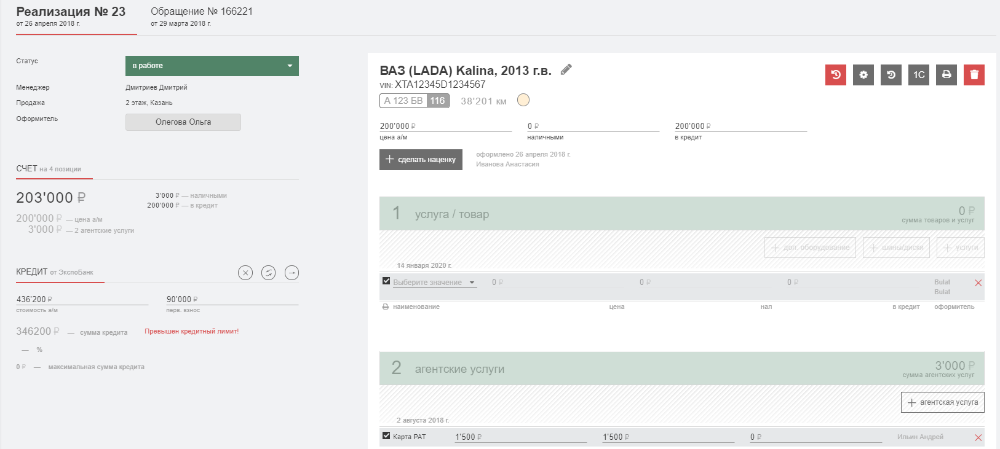 Реализация № 23
от 26 апреля 2018 г.
Обращение № 166221
от 29 марта 2018 г.
Статус
в работе
Менеджер
Дмитриев Дмитрий
Продажа
2 этаж, Казань
Оформитель
Олегова Ольга
СЧЕТ на 4 позиции
203'000 ₽
3'000 ₽ — наличными
200'000 ₽ — в кредит
200'000 ₽ — цена а/м
3'000 ₽ — 2 агентские услуги
КРЕДИТ от ЭкспоБанк
436'200 ₽
стоимость а/м
90'000 ₽
перв. взнос
346200 ₽ — сумма кредита
Превышен кредитный лимит!
— %
0 ₽ — максимальная сумма кредита
ВАЗ (LADA) Kalina, 2013 г.в.
VIN: XTA12345D1234567
А 123 БВ 116
38'201 км
1С
200'000 ₽
цена а/м
0 ₽
наличными
200'000 ₽
в кредит
+ сделать наценку
оформлено 26 апреля 2018 г.
Иванова Анастасия
1 услуга / товар
0 ₽
сумма товаров и услуг
+ доп. оборудование
+ шины/диски
+ услуги
14 января 2020 г.
Выберите значение
0 ₽
0 ₽
0 ₽
Bulat
Bulat
наименование
цена
нал
в кредит
оформитель
2 агентские услуги
3'000 ₽
сумма агентских услуг
+ агентская услуга
2 августа 2018 г.
Карта РАТ
1'500 ₽
1'500 ₽
0 ₽
Ильин Андрей